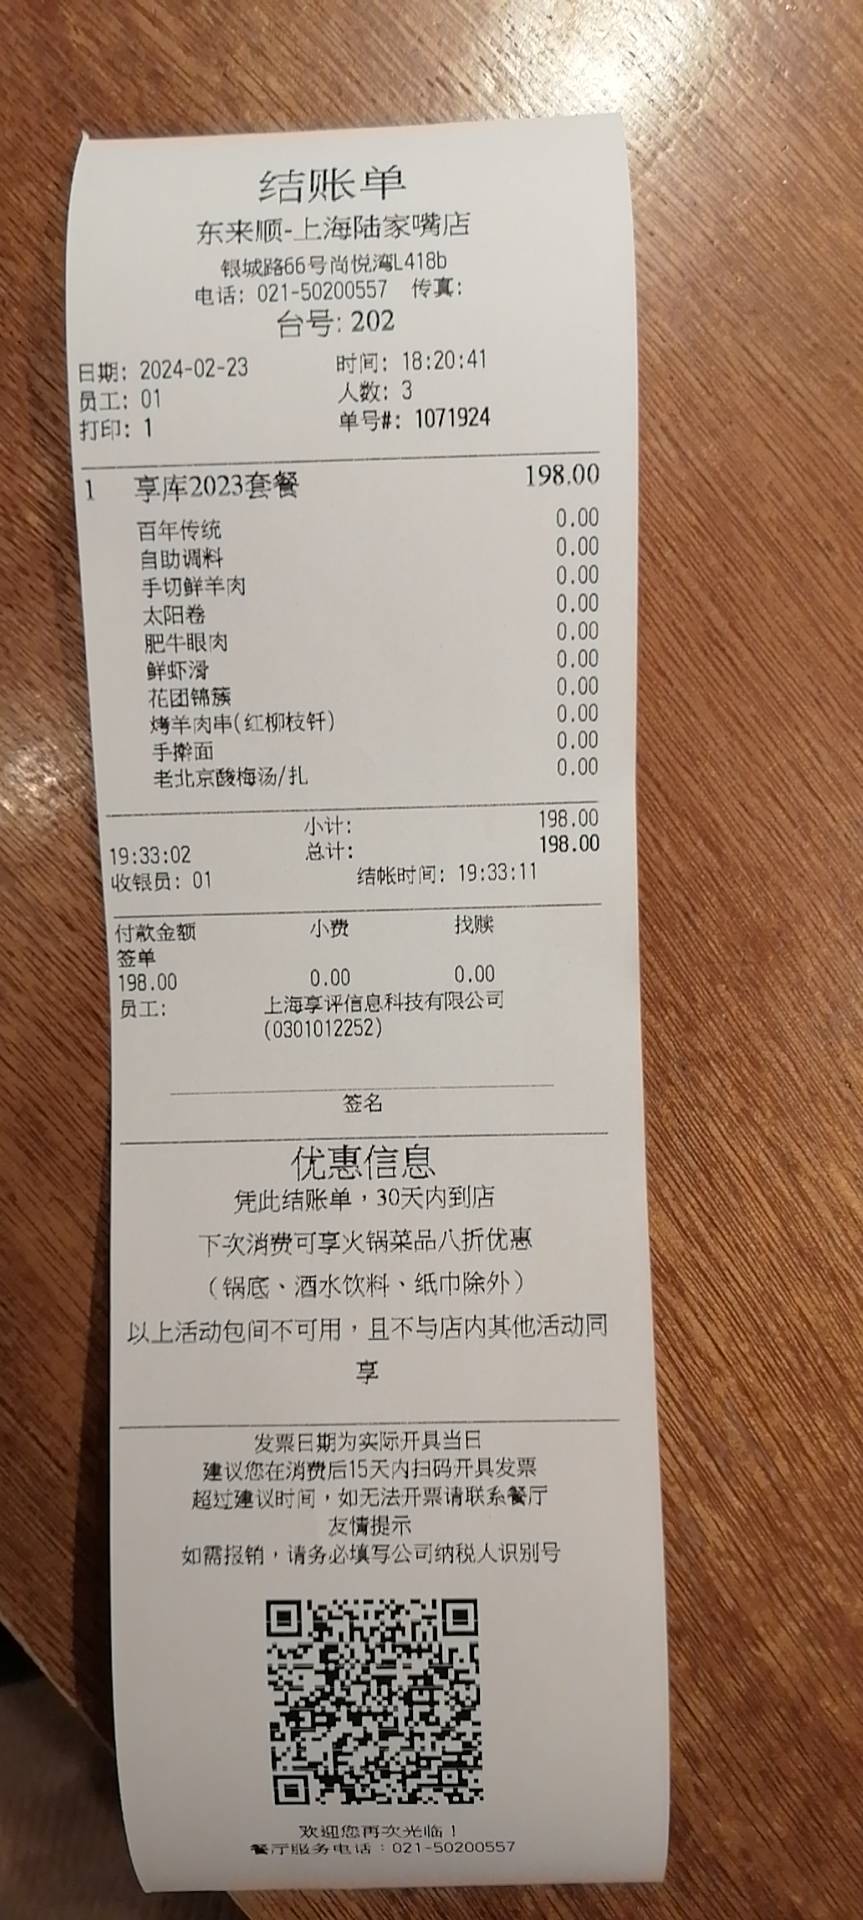 结账单
东来顺-上海陆家嘴店
银城路66号尚悦湾L418b
电话: 021-50200557 传真:
台号: 202
日期: 2024-02-23 时间: 18:20:41
员工: 01 人数: 3
打印: 1 单号#: 1071924
1 享库2023套餐 198.00
百年传统 0.00
自助调料 0.00
手切鲜羊肉 0.00
太阳卷 0.00
肥牛眼肉 0.00
鲜虾滑 0.00
花团锦簇 0.00
烤羊肉串(红柳枝钎) 0.00
手擀面 0.00
老北京酸梅汤/扎 0.00
小计: 198.00
19:33:02 总计: 198.00
收银员: 01 结帐时间: 19:33:11
付款金额 小费 找赎
签单
198.00 0.00 0.00
员工: 上海享评信息科技有限公司
(0301012252)
签名
优惠信息
凭此结账单，30天内到店
下次消费可享火锅菜品八折优惠
（锅底、酒水饮料、纸巾除外）
以上活动包间不可用，且不与店内其他活动同
享
发票日期为实际开具当日
建议您在消费后15天内扫码开具发票
超过建议时间，如无法开票请联系餐厅
友情提示
如需报销，请务必填写公司纳税人识别号
欢迎您再次光临！
餐厅服务电话：021-50200557